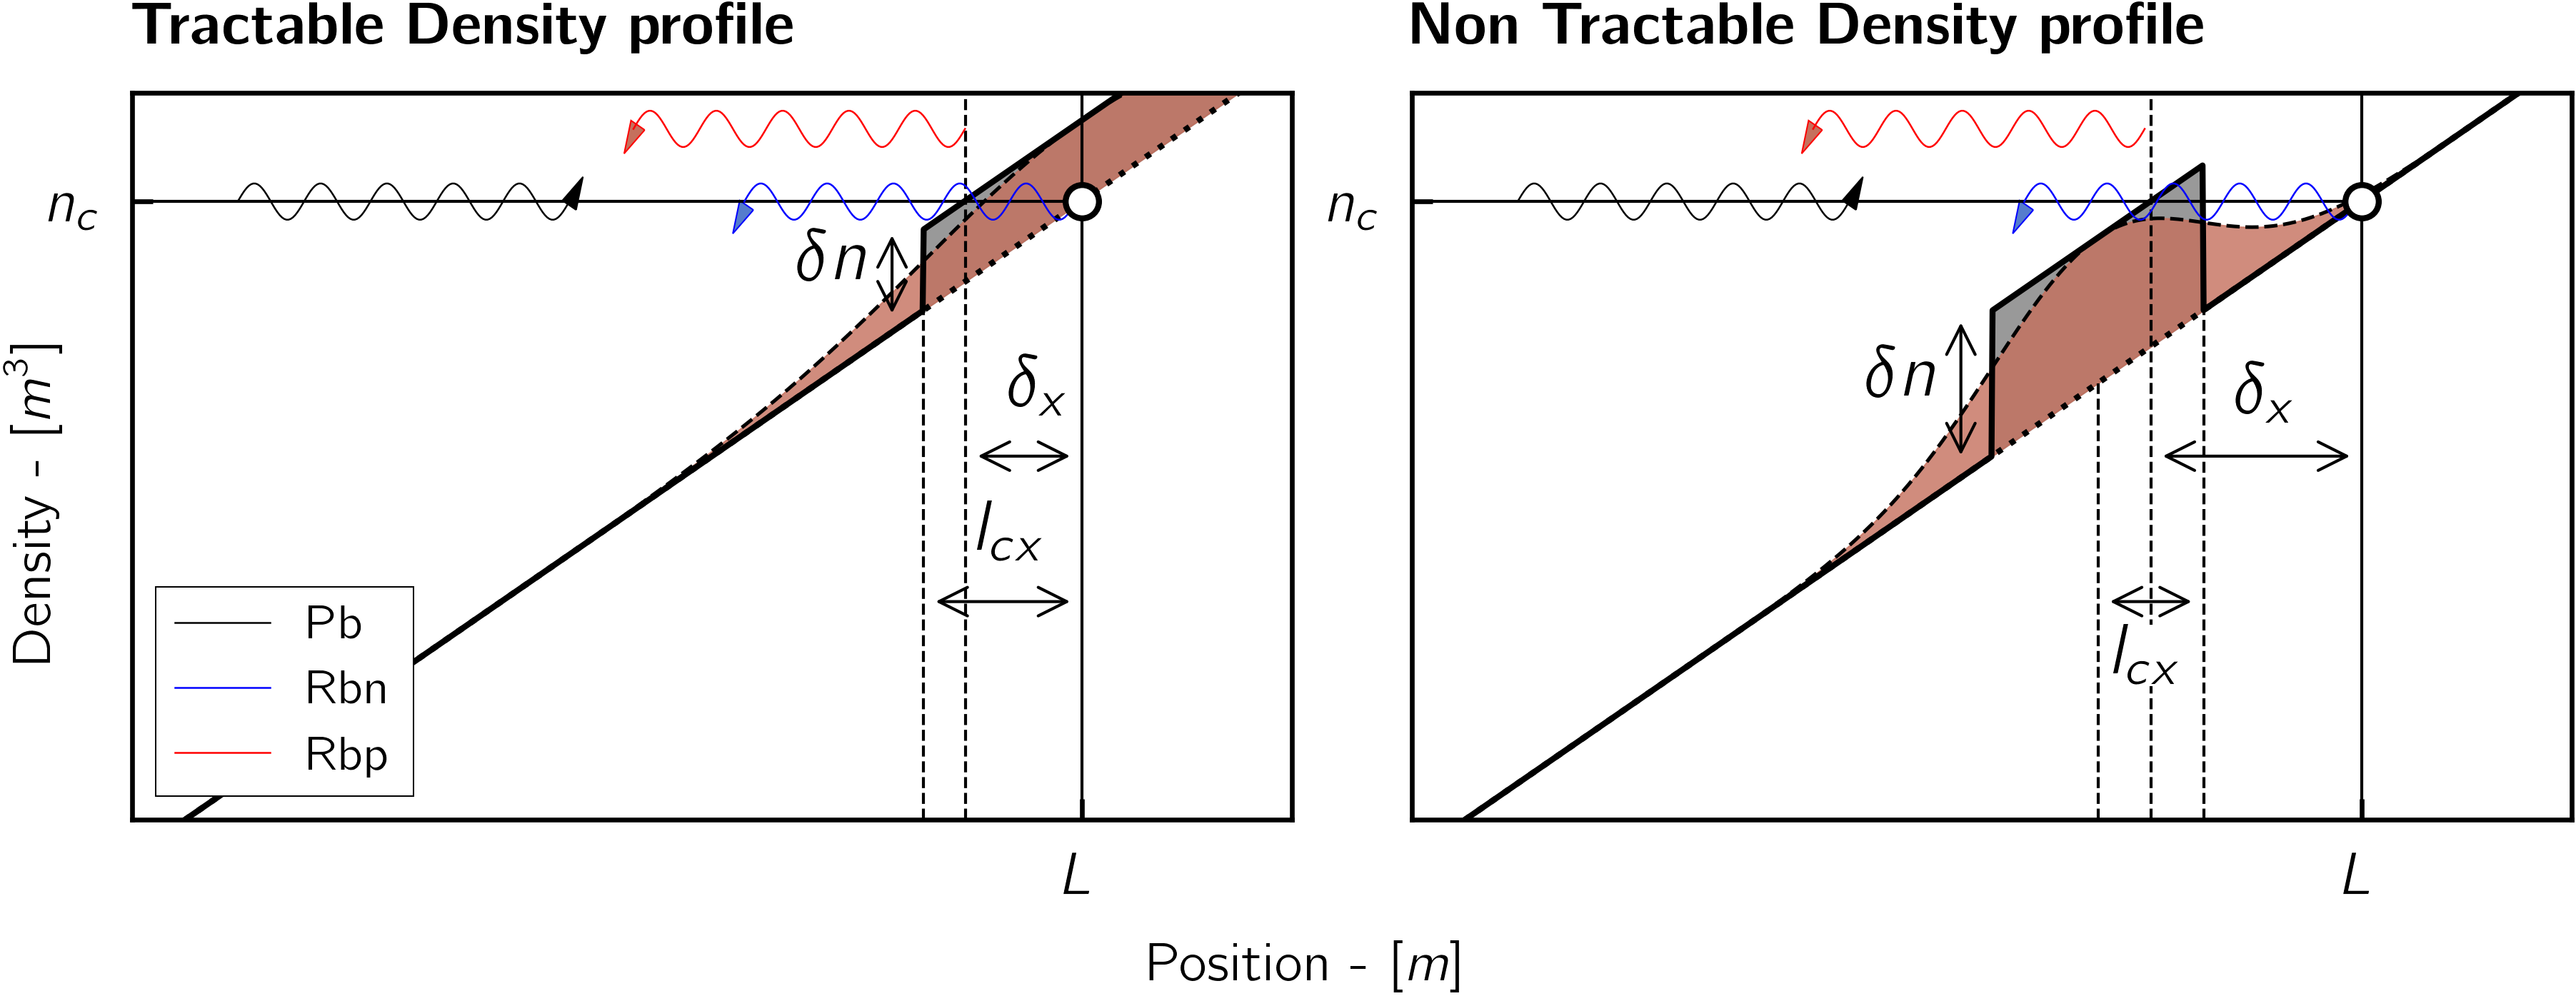 Tractable Density profile
Non Tractable Density profile
n_c
n_c
δn
δn
δ_x
δ_x
l_cx
l_cx
Density - [m³]
Pb
Rbn
Rbp
L
L
Position - [m]